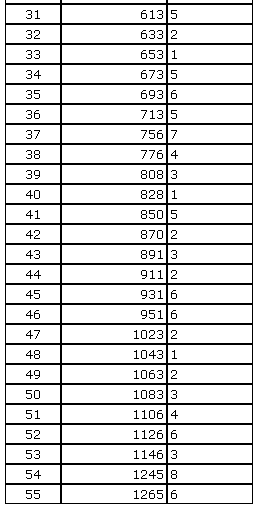 31 613 5
32 633 2
33 653 1
34 673 5
35 693 6
36 713 5
37 756 7
38 776 4
39 808 3
40 828 1
41 850 5
42 870 2
43 891 3
44 911 2
45 931 6
46 951 6
47 1023 2
48 1043 1
49 1063 2
50 1083 3
51 1106 4
52 1126 6
53 1146 3
54 1245 8
55 1265 6